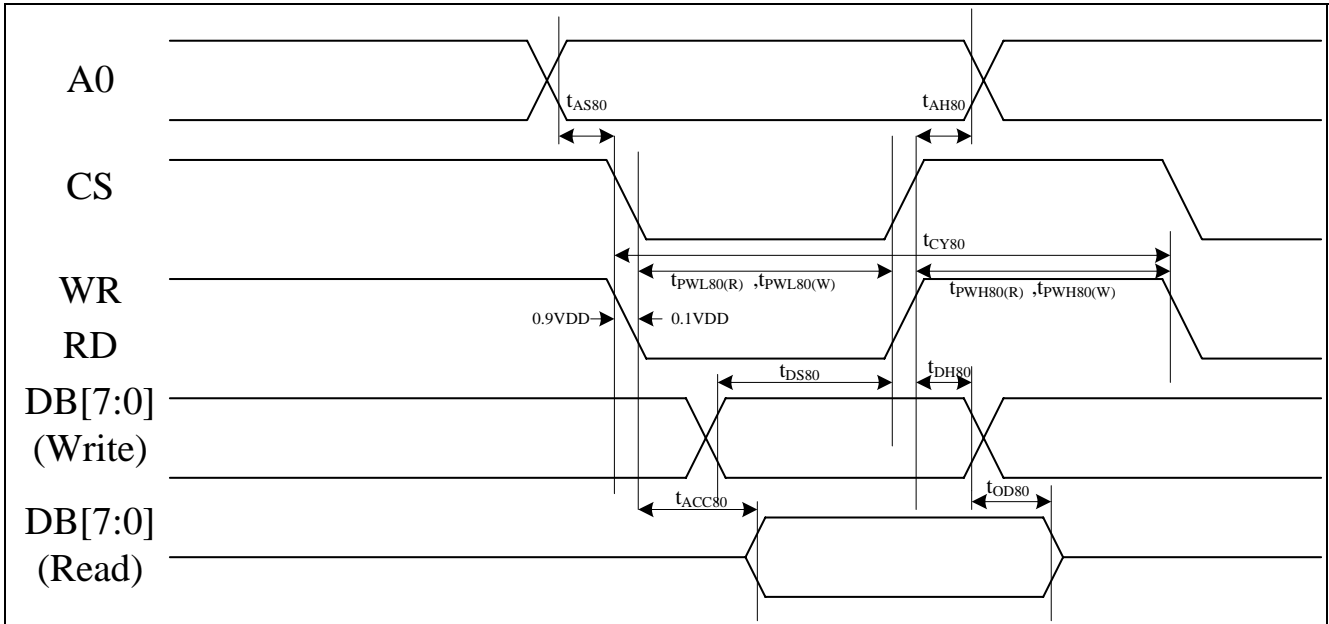 A0
tAS80
tAH80
CS
tCY80
tPWL80(R) ,tPWL80(W)
tPWH80(R) ,tPWH80(W)
WR
0.9VDD
0.1VDD
RD
tDS80
tDH80
DB[7:0]
(Write)
tACC80
tOD80
DB[7:0]
(Read)